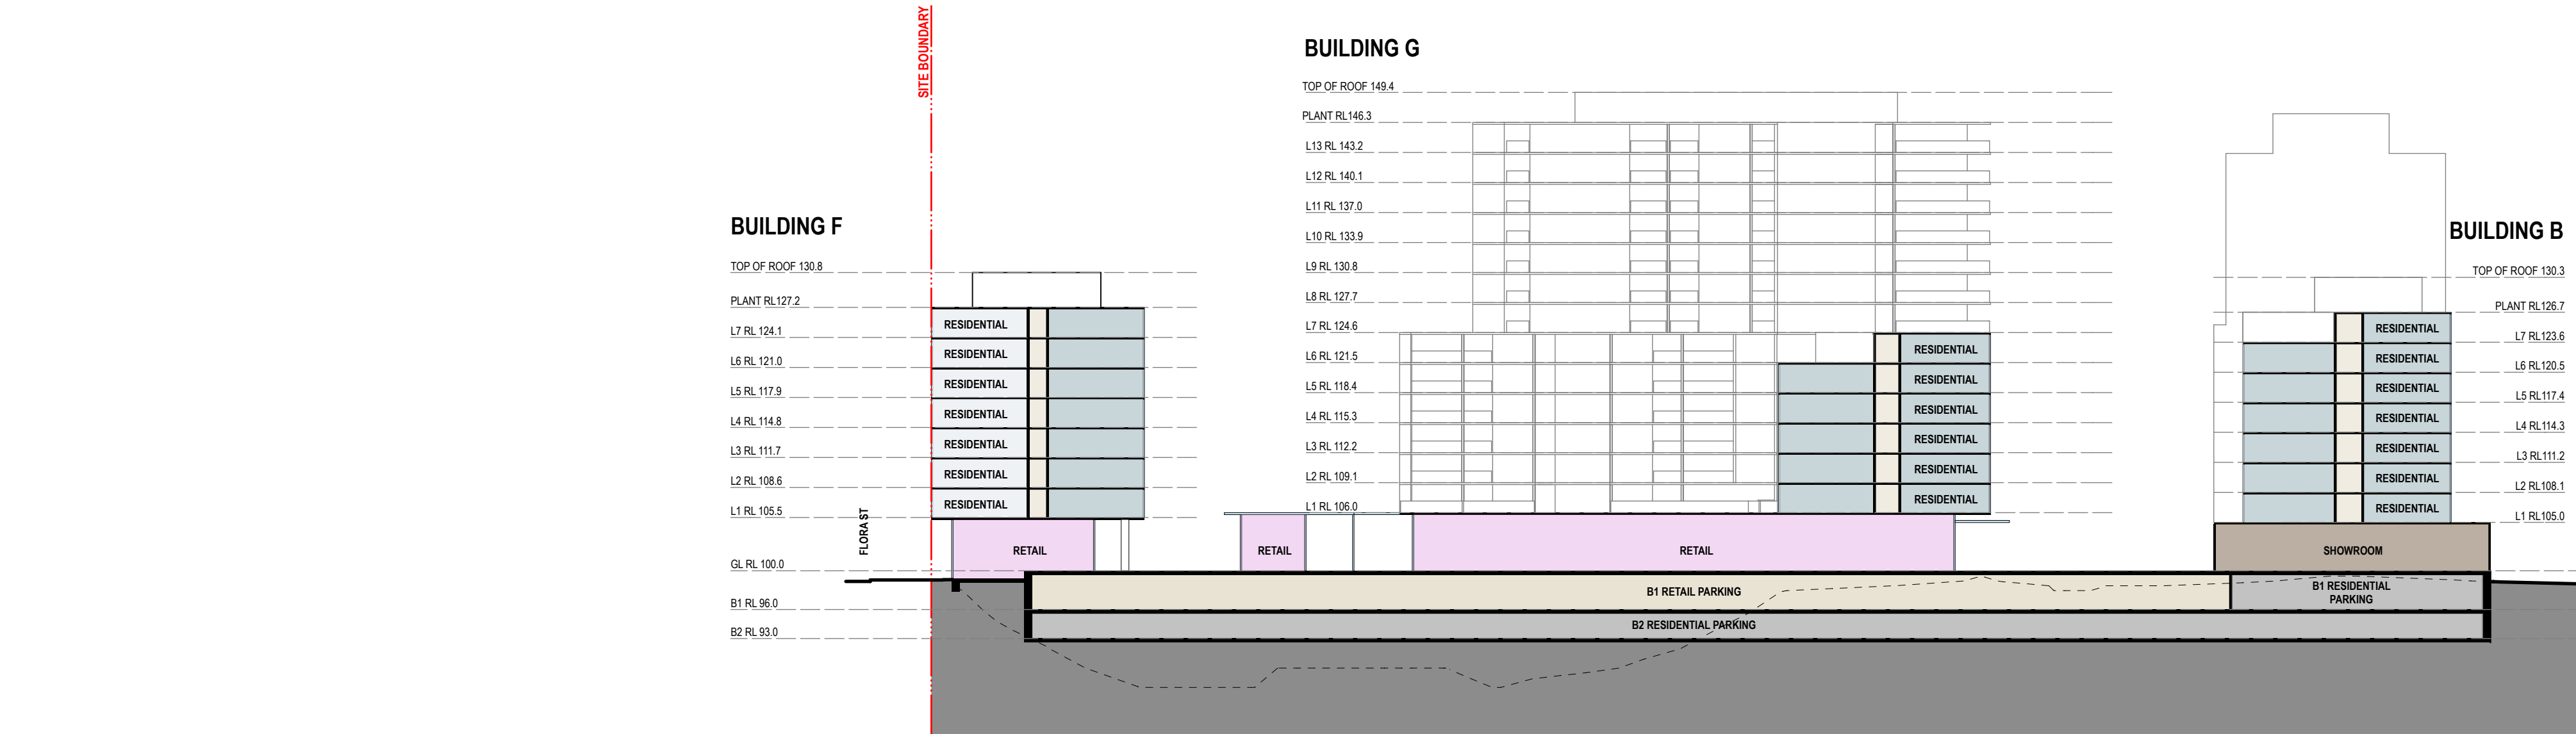 SITE BOUNDARY
BUILDING G
TOP OF ROOF 149.4
PLANT RL146.3
L13 RL 143.2
L12 RL 140.1
L11 RL 137.0
L10 RL 133.9
L9 RL 130.8
L8 RL 127.7
L7 RL 124.6
L6 RL 121.5
L5 RL 118.4
L4 RL 115.3
L3 RL 112.2
L2 RL 109.1
L1 RL 106.0
BUILDING F
TOP OF ROOF 130.8
PLANT RL127.2
L7 RL 124.1
L6 RL 121.0
L5 RL 117.9
L4 RL 114.8
L3 RL 111.7
L2 RL 108.6
L1 RL 105.5
GL RL 100.0
B1 RL 96.0
B2 RL 93.0
FLORA ST
RESIDENTIAL
RESIDENTIAL
RESIDENTIAL
RESIDENTIAL
RESIDENTIAL
RESIDENTIAL
RESIDENTIAL
RETAIL
RETAIL
RETAIL
RESIDENTIAL
RESIDENTIAL
RESIDENTIAL
RESIDENTIAL
RESIDENTIAL
RESIDENTIAL
BUILDING B
TOP OF ROOF 130.3
PLANT RL126.7
L7 RL123.6
L6 RL120.5
L5 RL117.4
L4 RL114.3
L3 RL111.2
L2 RL108.1
L1 RL105.0
RESIDENTIAL
RESIDENTIAL
RESIDENTIAL
RESIDENTIAL
RESIDENTIAL
RESIDENTIAL
RESIDENTIAL
SHOWROOM
B1 RETAIL PARKING
B1 RESIDENTIAL
PARKING
B2 RESIDENTIAL PARKING